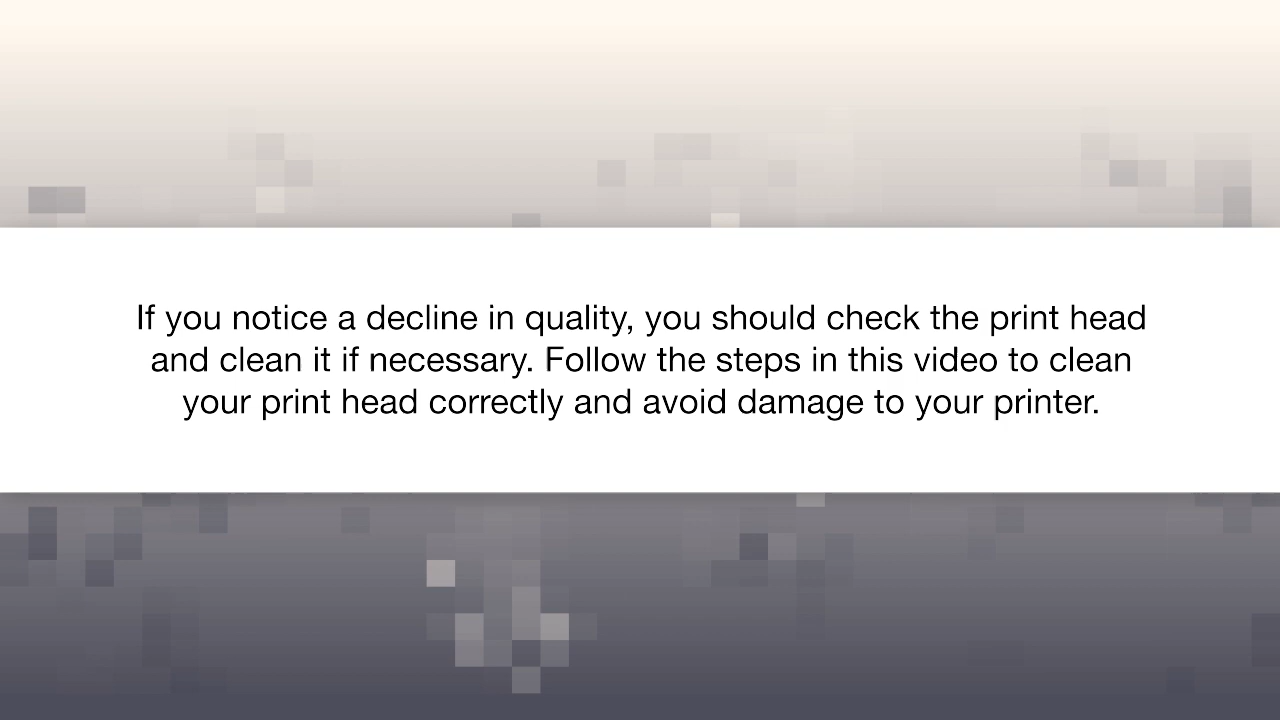 If you notice a decline in quality, you should check the print head
and clean it if necessary. Follow the steps in this video to clean
your print head correctly and avoid damage to your printer.